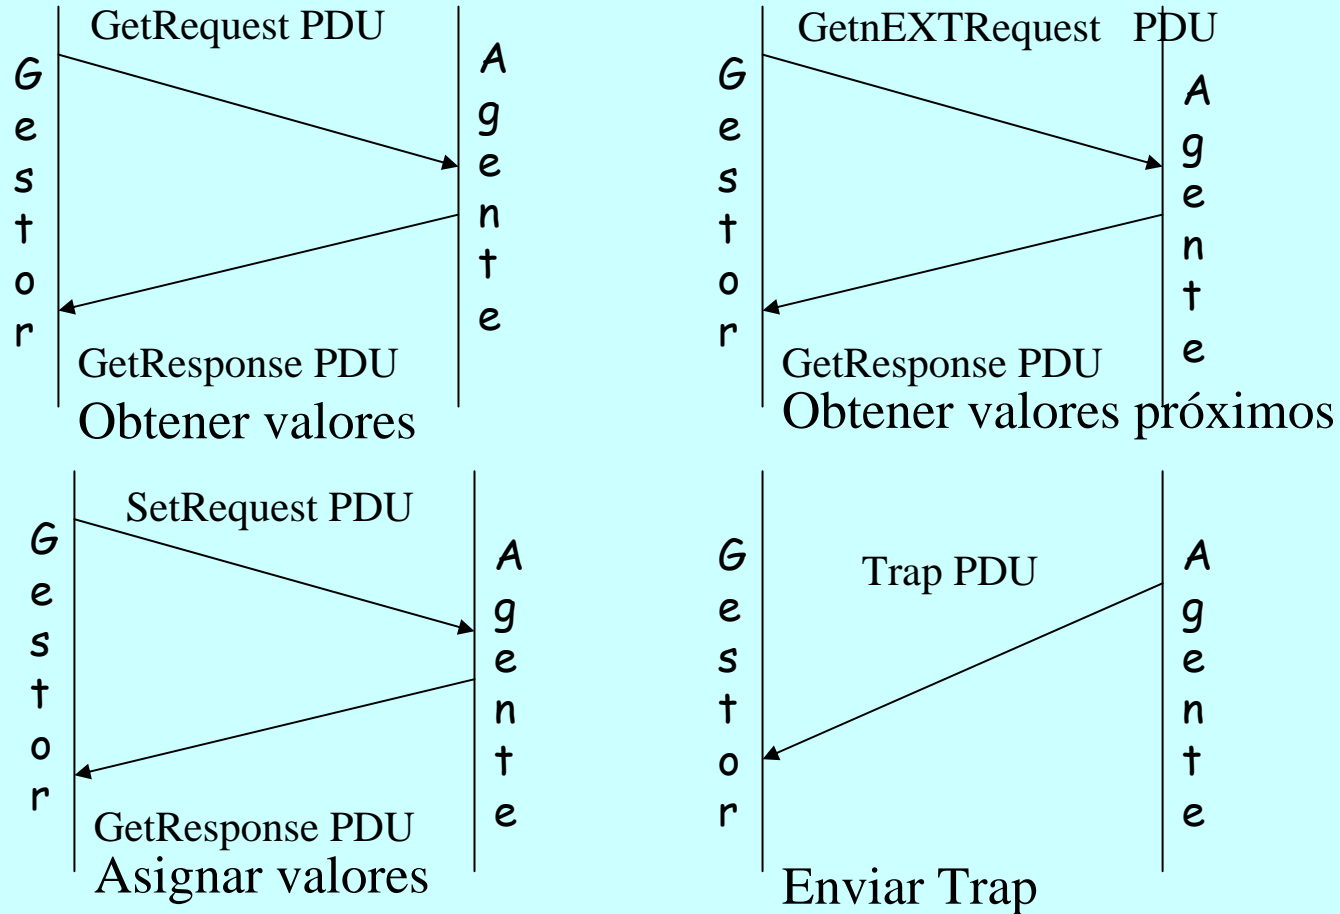 GetRequest PDU
Gestor
Agente
GetResponse PDU
Obtener valores
GetnEXTRequest PDU
Gestor
Agente
GetResponse PDU
Obtener valores próximos
SetRequest PDU
Gestor
Agente
GetResponse PDU
Asignar valores
Trap PDU
Gestor
Agente
Enviar Trap